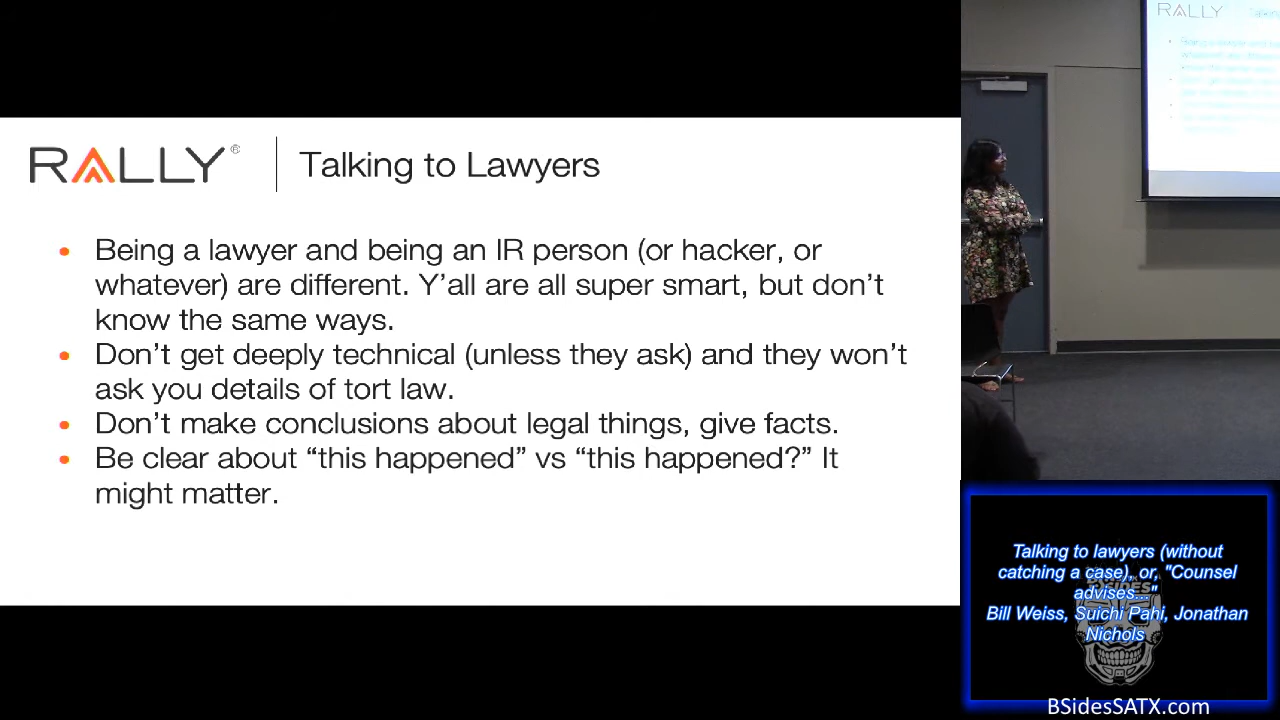 RALLY®
Talking to Lawyers
• Being a lawyer and being an IR person (or hacker, or
whatever) are different. Y’all are all super smart, but don’t
know the same ways.
• Don’t get deeply technical (unless they ask) and they won’t
ask you details of tort law.
• Don’t make conclusions about legal things, give facts.
• Be clear about “this happened” vs “this happened?” It
might matter.
RALLY
Talking to lawyers (without
catching a case), or, "Counsel
advises..."
Bill Weiss, Suichi Pahi, Jonathan
Nichols
BSidesSATX.com